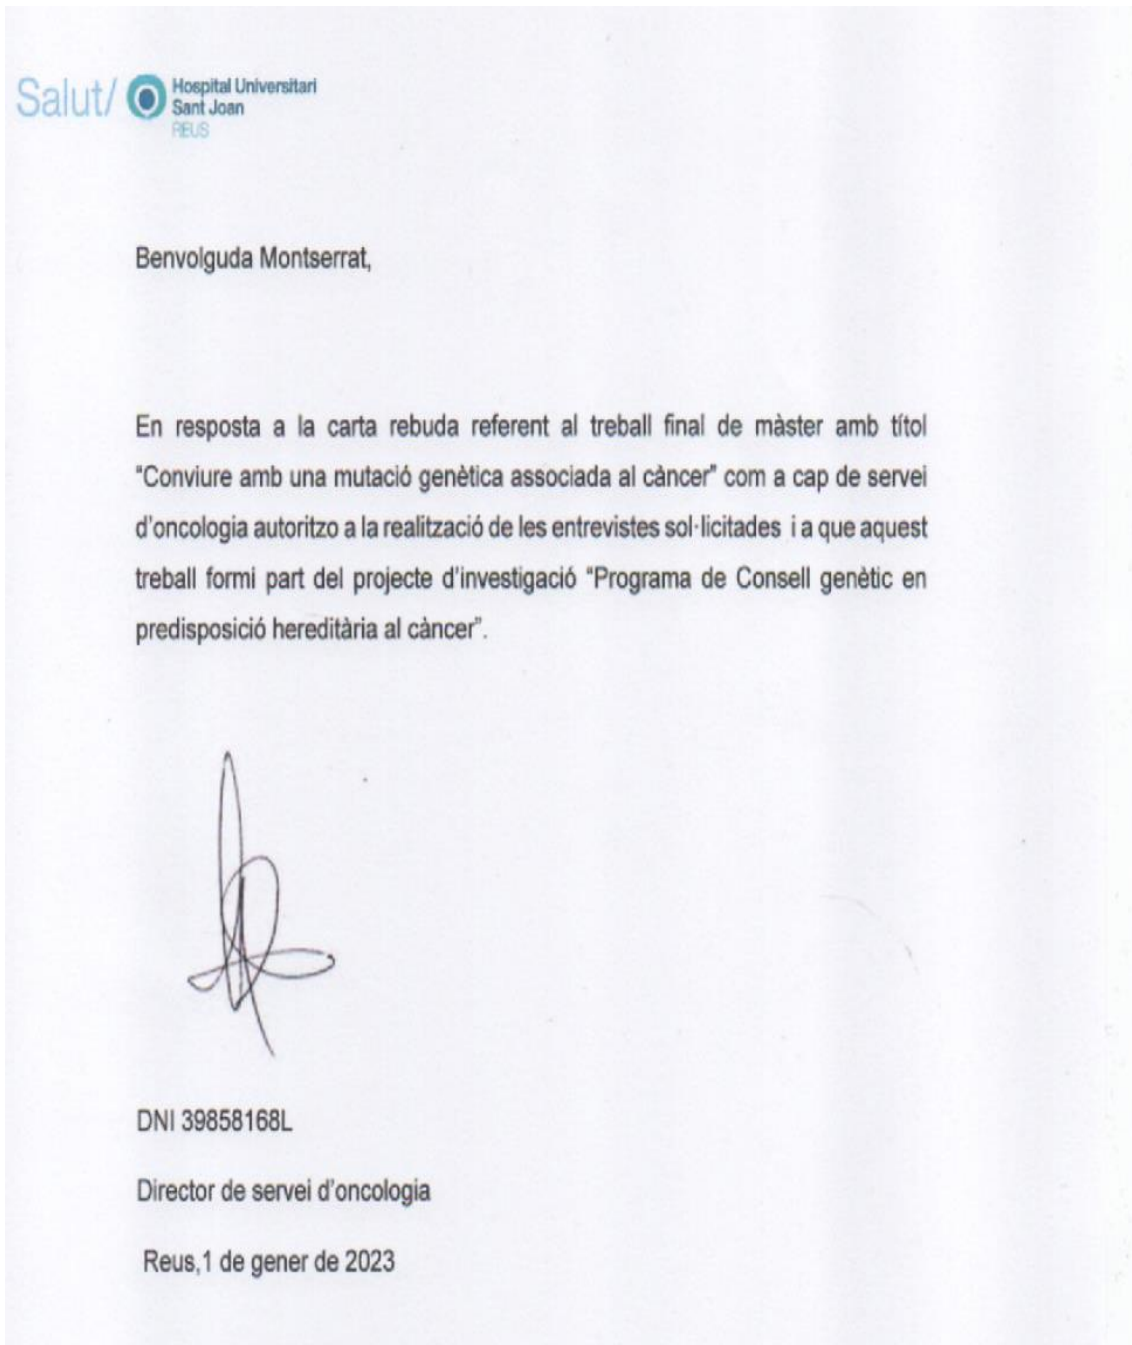 Salut/
Hospital Universitari
Sant Joan
REUS
Benvolguda Montserrat,
En resposta a la carta rebuda referent al treball final de màster amb títol
“Conviure amb una mutació genètica associada al càncer” com a cap de servei
d’oncologia autoritzo a la realització de les entrevistes sol·licitades i a que aquest
treball formi part del projecte d’investigació “Programa de Consell genètic en
predisposició hereditària al càncer”.
DNI 39858168L
Director de servei d’oncologia
Reus,1 de gener de 2023